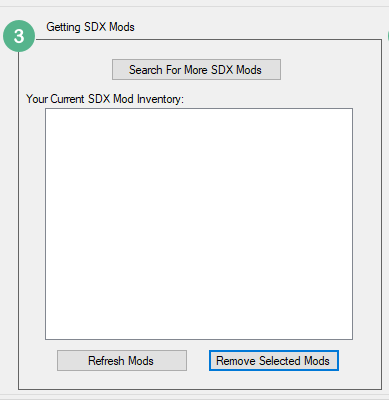 3
Getting SDX Mods
Search For More SDX Mods
Your Current SDX Mod Inventory:
Refresh Mods
Remove Selected Mods